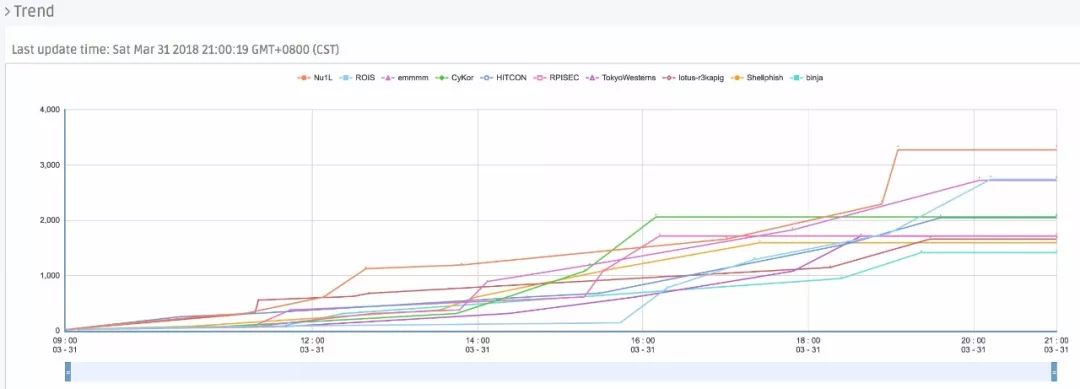 Trend
Last update time: Sat Mar 31 2018 21:00:19 GMT+0800 (CST)
Nu1L ROIS emmmm CyKor HITCON RPISEC TokyoWesterns lotus-r3kapig Shellphish binja
4,000
3,000
2,000
1,000
0
09 : 00 12 : 00 14 : 00 16 : 00 18 : 00 20 : 00 21 : 00
03 - 31 03 - 31 03 - 31 03 - 31 03 - 31 03 - 31 03 - 31